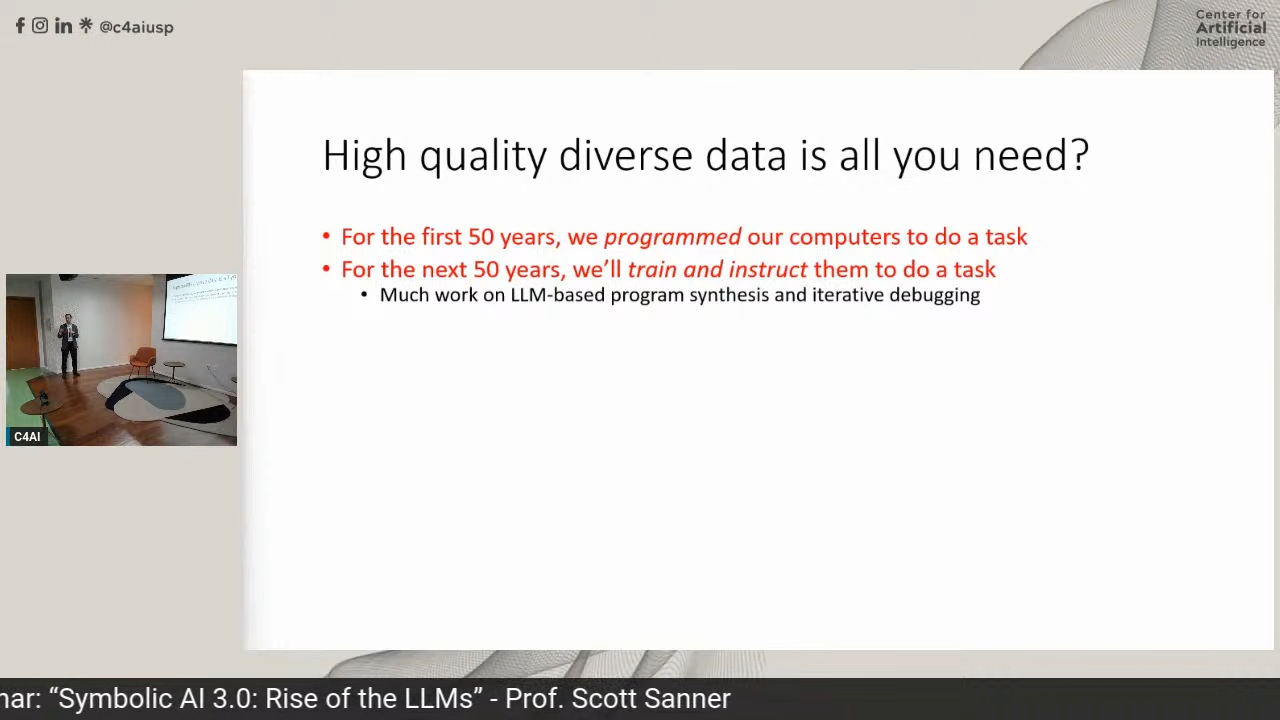 @c4aiusp
Center for
Artificial
Intelligence
High quality diverse data is all you need?
• For the first 50 years, we programmed our computers to do a task
• For the next 50 years, we’ll train and instruct them to do a task
• Much work on LLM-based program synthesis and iterative debugging
C4AI
nar: “Symbolic AI 3.0: Rise of the LLMs” - Prof. Scott Sanner